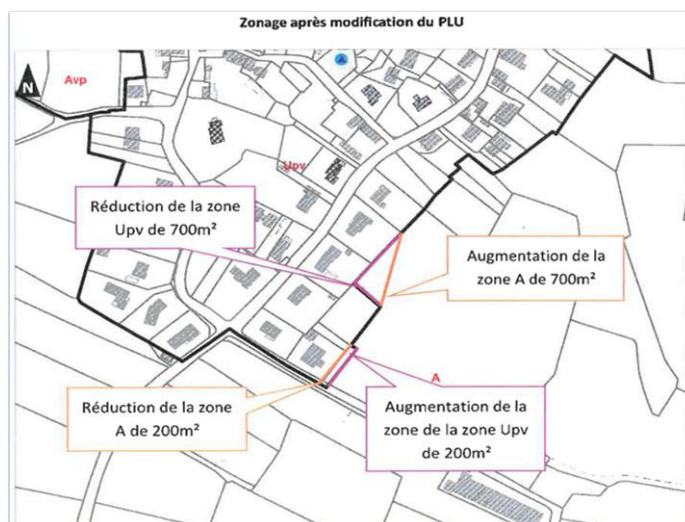 Zonage après modification du PLU
N
Avp
Upv
Réduction de la zone
Upv de 700m²
Augmentation de la
zone A de 700m²
A
Réduction de la zone
A de 200m²
Augmentation de la
zone de la zone Upv
de 200m²